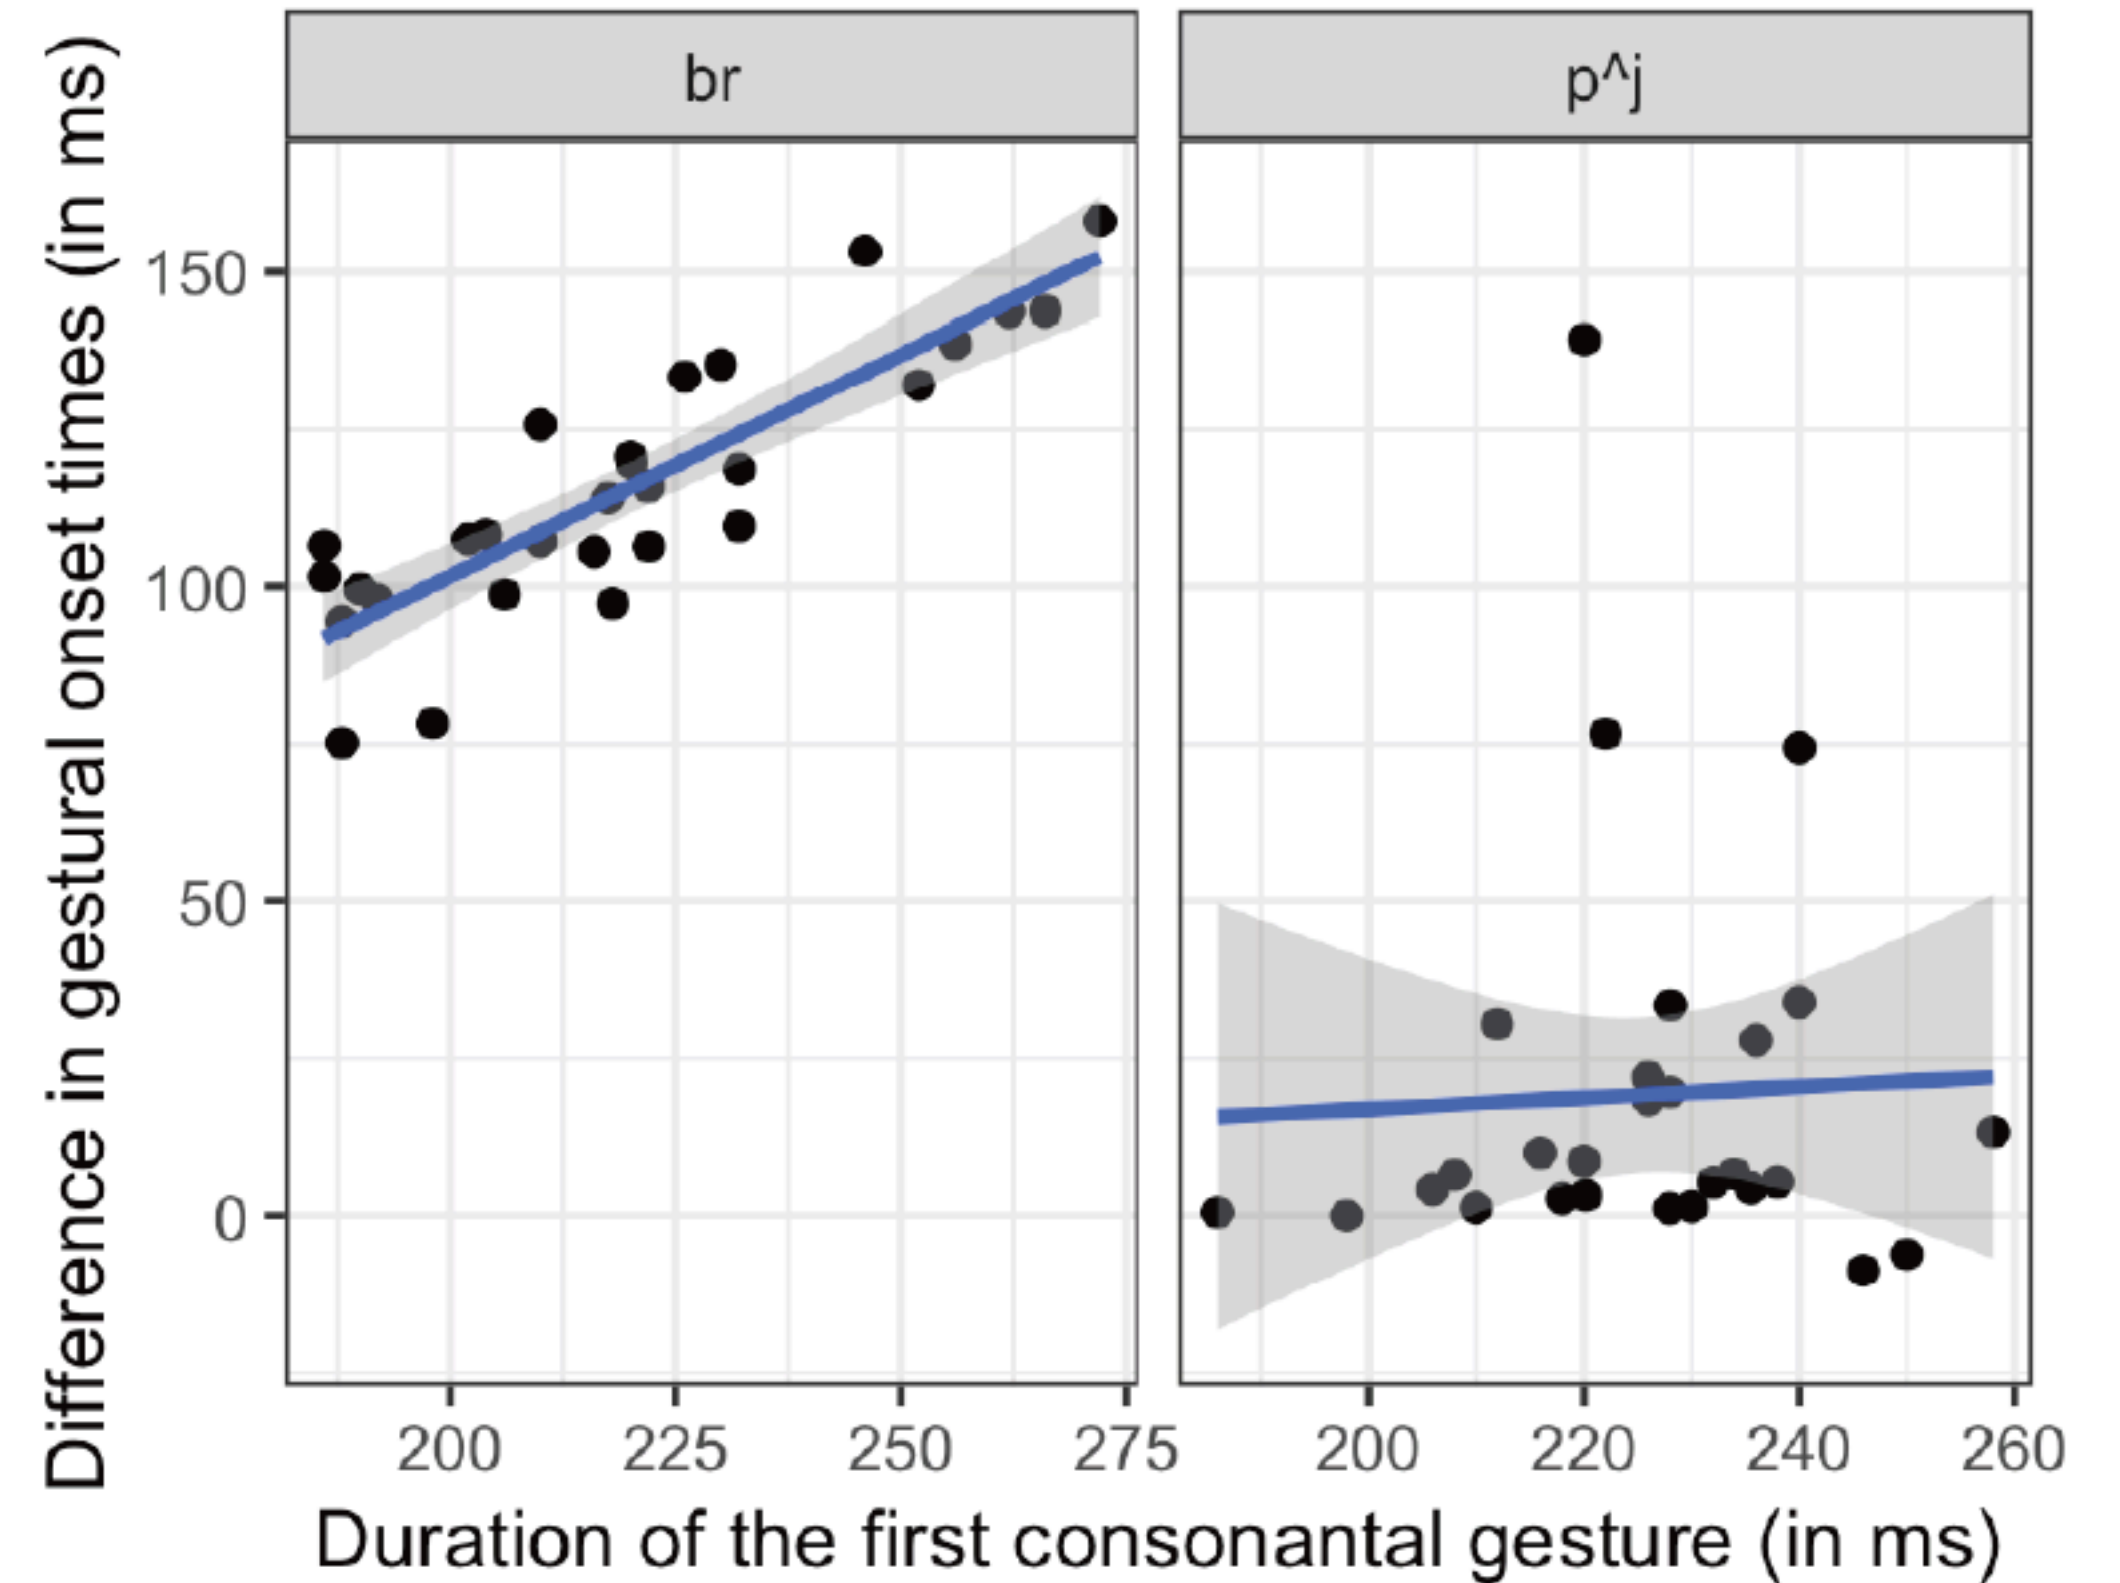 br
p^j
Difference in gestural onset times (in ms)
150
100
50
0
200 225 250 275
200 220 240 260
Duration of the first consonantal gesture (in ms)